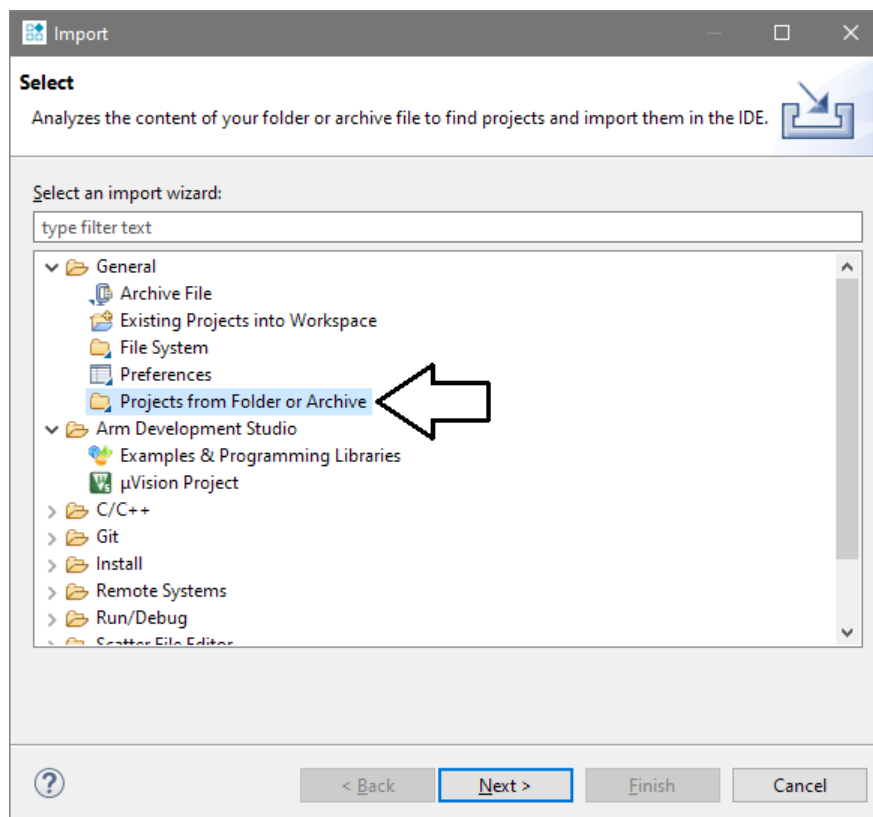 Import
Select
Analyzes the content of your folder or archive file to find projects and import them in the IDE.
Select an import wizard:
type filter text
General
Archive File
Existing Projects into Workspace
File System
Preferences
Projects from Folder or Archive
Arm Development Studio
Examples & Programming Libraries
µVision Project
C/C++
Git
Install
Remote Systems
Run/Debug
Scatter File Editor
? < Back Next > Finish Cancel